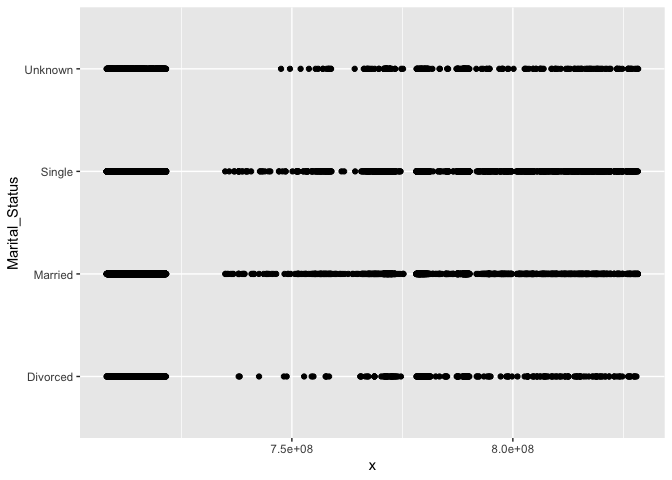 Unknown
Single
Married
Divorced
Marital_Status
7.5e+08
8.0e+08
x